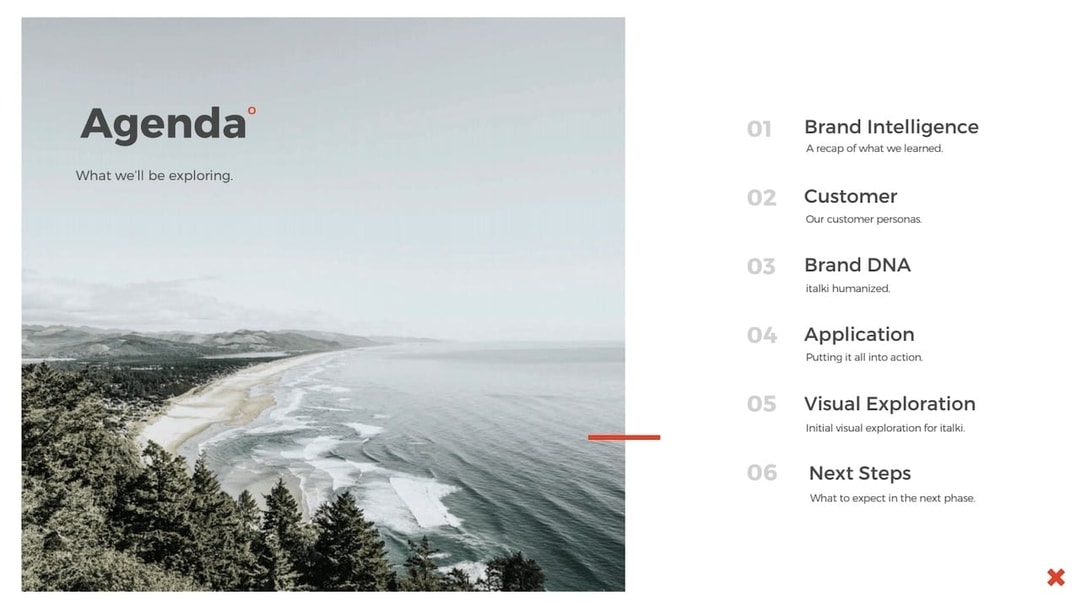 Agenda
What we'll be exploring.
01 Brand Intelligence
A recap of what we learned.
02 Customer
Our customer personas.
03 Brand DNA
italki humanized.
04 Application
Putting it all into action.
05 Visual Exploration
Initial visual exploration for italki.
06 Next Steps
What to expect in the next phase.